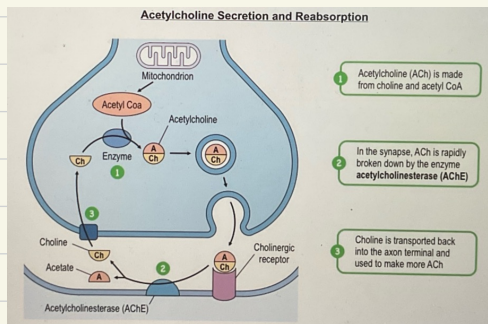 Acetylcholine Secretion and Reabsorption
Mitochondrion
Acetyl Coa
Acetylcholine
A
Ch
A
Ch
Ch
Enzyme
1
3
Choline
Ch
Acetate
A
2
A
Ch
Cholinergic
receptor
Acetylcholinesterase (AChE)
1
Acetylcholine (ACh) is made
from choline and acetyl CoA
2
In the synapse, ACh is rapidly
broken down by the enzyme
acetylcholinesterase (AChE)
3
Choline is transported back
into the axon terminal and
used to make more ACh